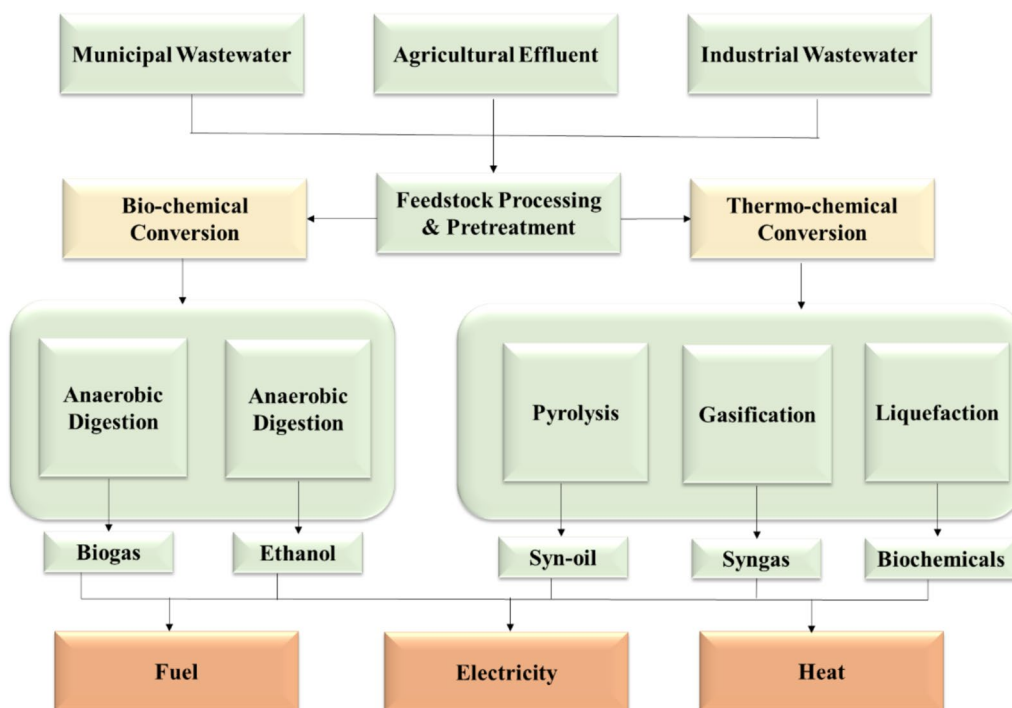 Municipal Wastewater
Agricultural Effluent
Industrial Wastewater
Bio-chemical
Conversion
Feedstock Processing
& Pretreatment
Thermo-chemical
Conversion
Anaerobic
Digestion
Anaerobic
Digestion
Pyrolysis
Gasification
Liquefaction
Biogas
Ethanol
Syn-oil
Syngas
Biochemicals
Fuel
Electricity
Heat